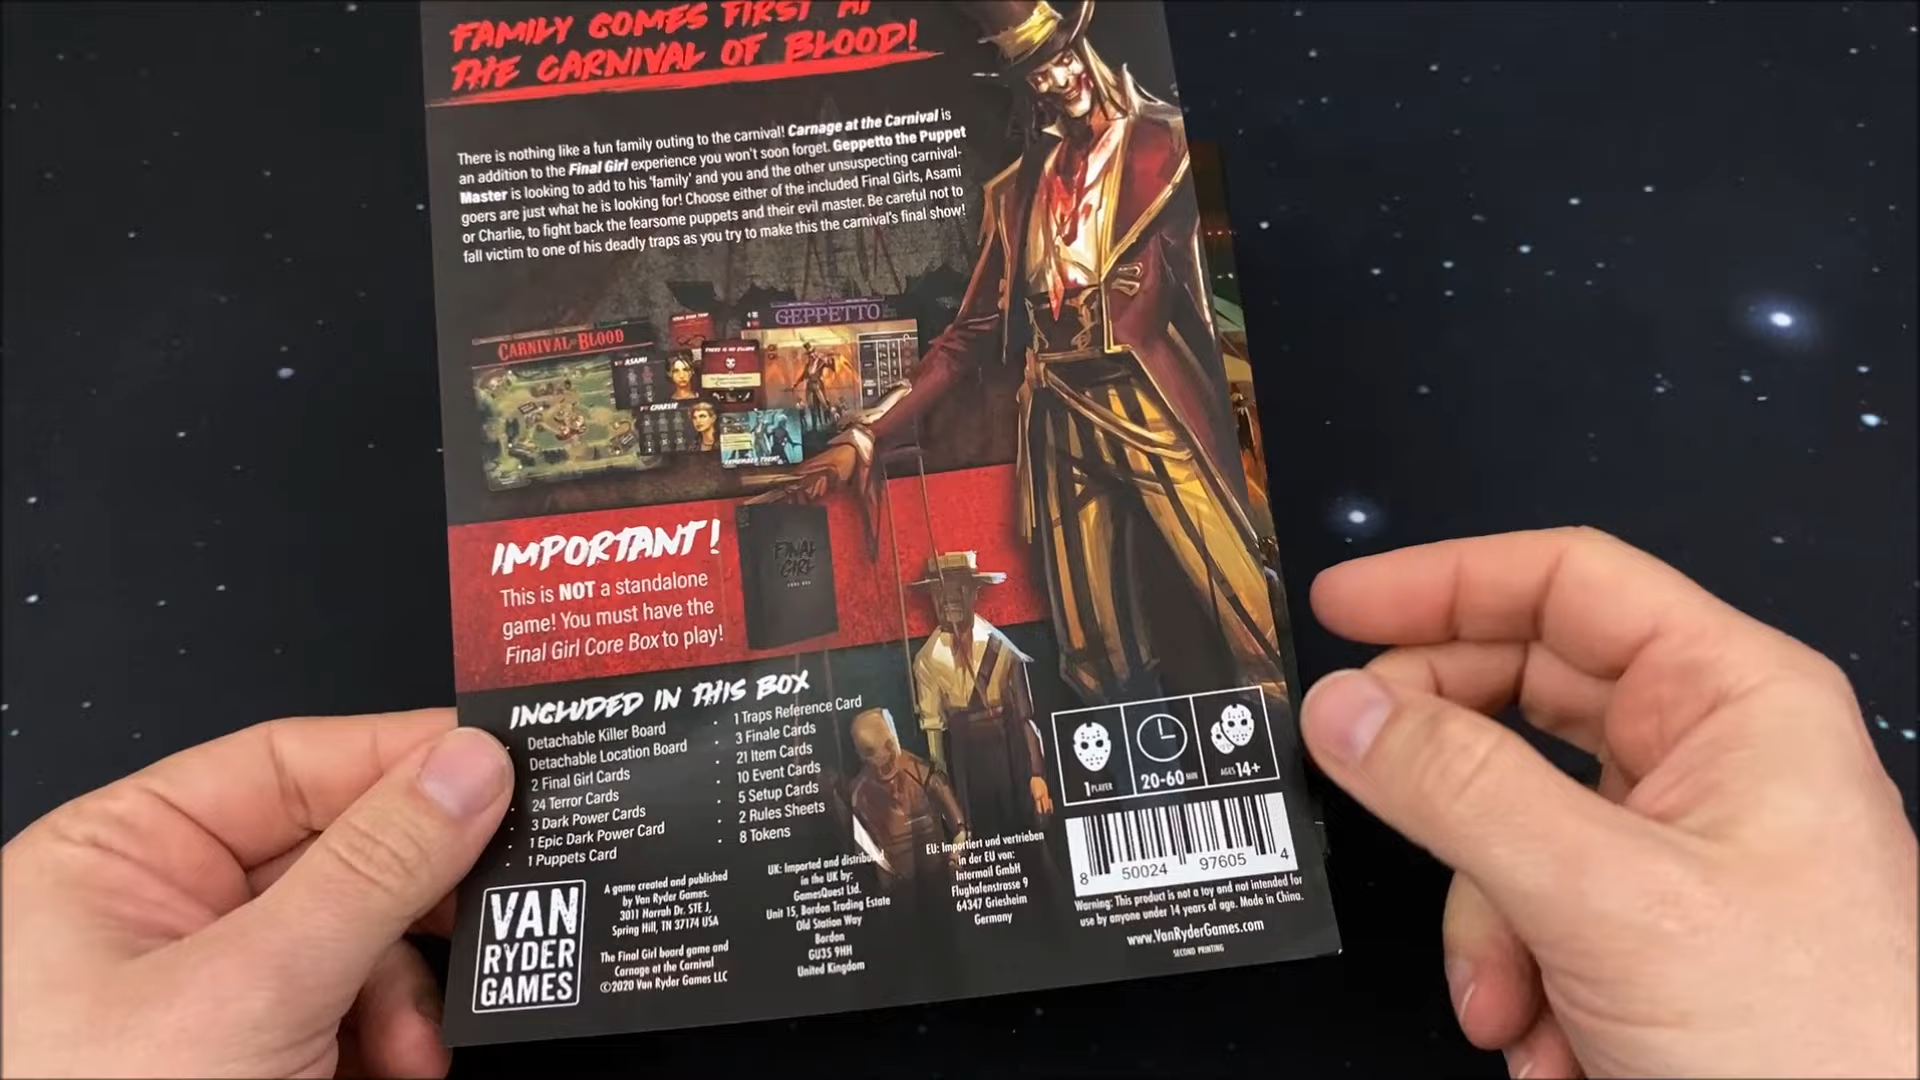 FAMILY COMES FIRST AT
THE CARNIVAL OF BLOOD!
There is nothing like a fun family outing to the carnival! Carnage at the Carnival is
an addition to the Final Girl experience you won't soon forget. Geppetto the Puppet
Master is looking to add to his 'family' and you and the other unsuspecting carnival-
goers are just what he is looking for! Choose either of the included Final Girls, Asami
or Charlie, to fight back the fearsome puppets and their evil master. Be careful not to
fall victim to one of his deadly traps as you try to make this the carnival's final show!
CARNIVAL OF BLOOD
ASAMI
CHARLIE
GEPPETTO
IMPORTANT!
This is NOT a standalone
game! You must have the
Final Girl Core Box to play!
FINAL
GIRL
INCLUDED IN THIS BOX
Detachable Killer Board
Detachable Location Board
· 2 Final Girl Cards
· 24 Terror Cards
· 3 Dark Power Cards
· 1 Epic Dark Power Card
· 1 Puppets Card
· 1 Traps Reference Card
· 3 Finale Cards
· 21 Item Cards
· 10 Event Cards
· 5 Setup Cards
· 2 Rules Sheets
· 8 Tokens
1 PLAYER
20-60 MIN
AGES 14+
VAN
RYDER
GAMES
A game created and published
by Van Ryder Games.
3011 Harrah Dr. STE J,
Spring Hill, TN 37174 USA
The Final Girl board game and
Carnage at the Carnival
©2020 Van Ryder Games LLC
UK: Imported and distributed
in the UK by:
GamesQuest Ltd.
Unit 15, Bordon Trading Estate
Old Station Way
Bordon
GU35 9HH
United Kingdom
EU: Importiert und vertrieben
in der EU von:
Intermail GmbH
Flughafenstrasse 9
64347 Griesheim
Germany
8 50024 97605 4
Warning: This product is not a toy and not intended for
use by anyone under 14 years of age. Made in China.
www.VanRyderGames.com
SECOND PRINTING